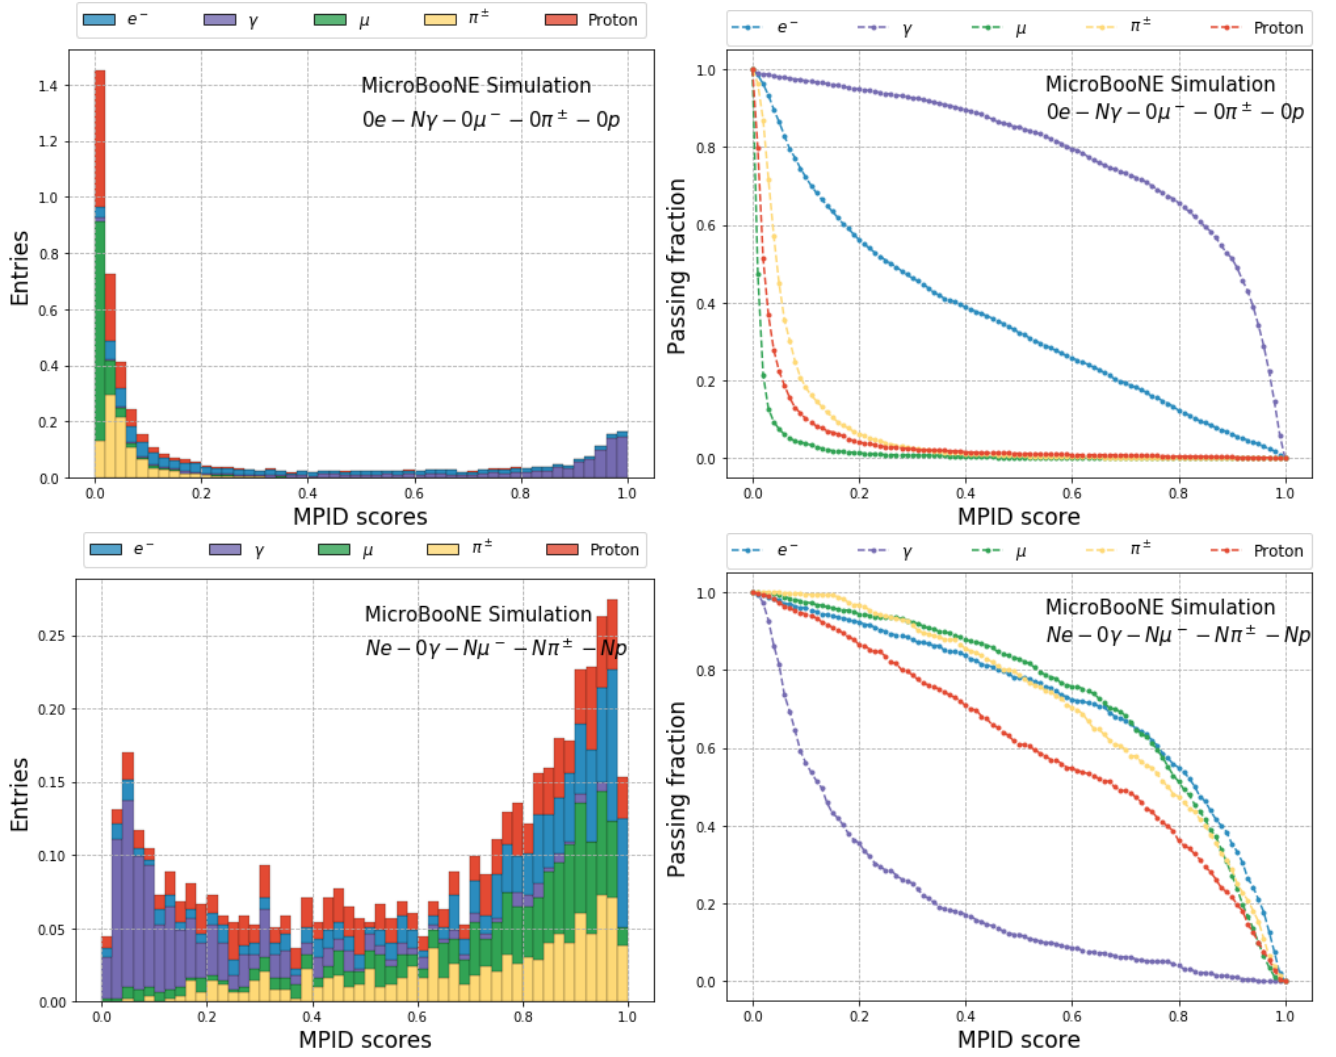 e⁻ γ μ π± Proton
MicroBooNE Simulation
0e − Nγ − 0μ⁻ − 0π± − 0p
Entries
1.4
1.2
1.0
0.8
0.6
0.4
0.2
0.0
0.0 0.2 0.4 0.6 0.8 1.0
MPID scores
e⁻ γ μ π± Proton
MicroBooNE Simulation
0e − Nγ − 0μ⁻ − 0π± − 0p
Passing fraction
1.0
0.8
0.6
0.4
0.2
0.0
0.0 0.2 0.4 0.6 0.8 1.0
MPID score
e⁻ γ μ π± Proton
MicroBooNE Simulation
Ne − 0γ − Nμ⁻ − Nπ± − Np
Entries
0.25
0.20
0.15
0.10
0.05
0.00
0.0 0.2 0.4 0.6 0.8 1.0
MPID scores
e⁻ γ μ π± Proton
MicroBooNE Simulation
Ne − 0γ − Nμ⁻ − Nπ± − Np
Passing fraction
1.0
0.8
0.6
0.4
0.2
0.0
0.0 0.2 0.4 0.6 0.8 1.0
MPID score